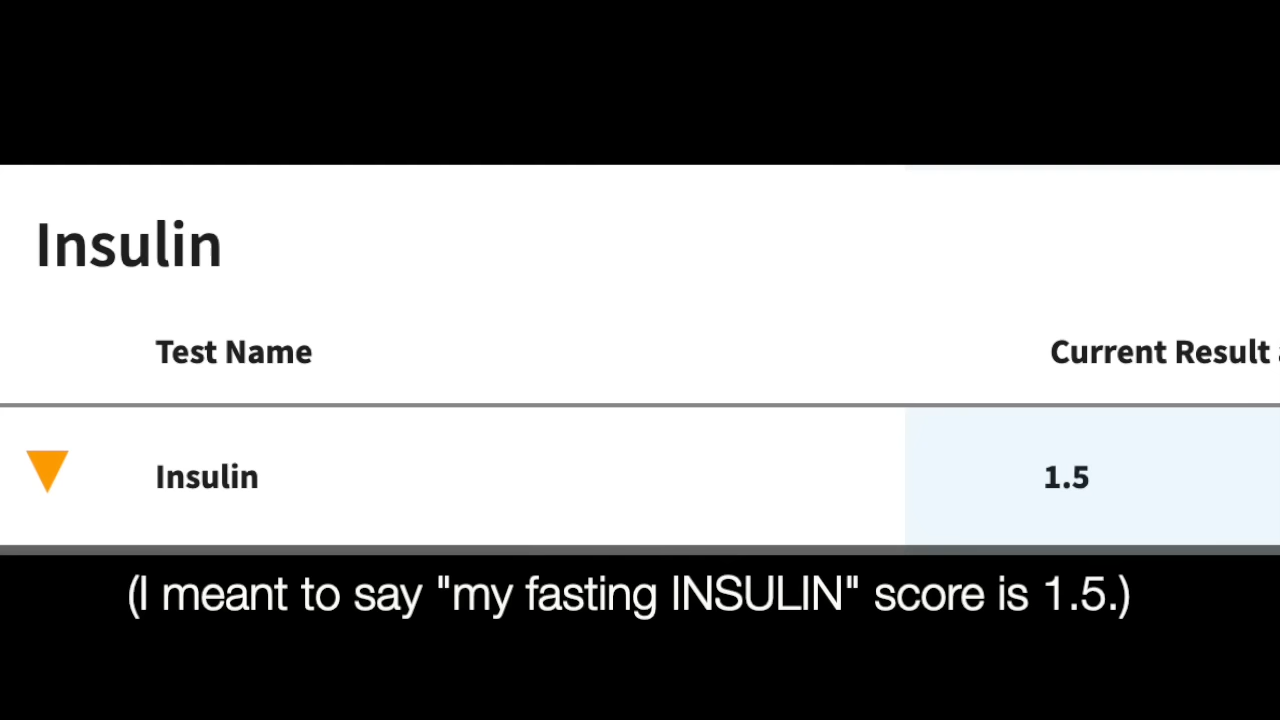 Insulin
Test Name Current Result
Insulin 1.5
(I meant to say "my fasting INSULIN" score is 1.5.)